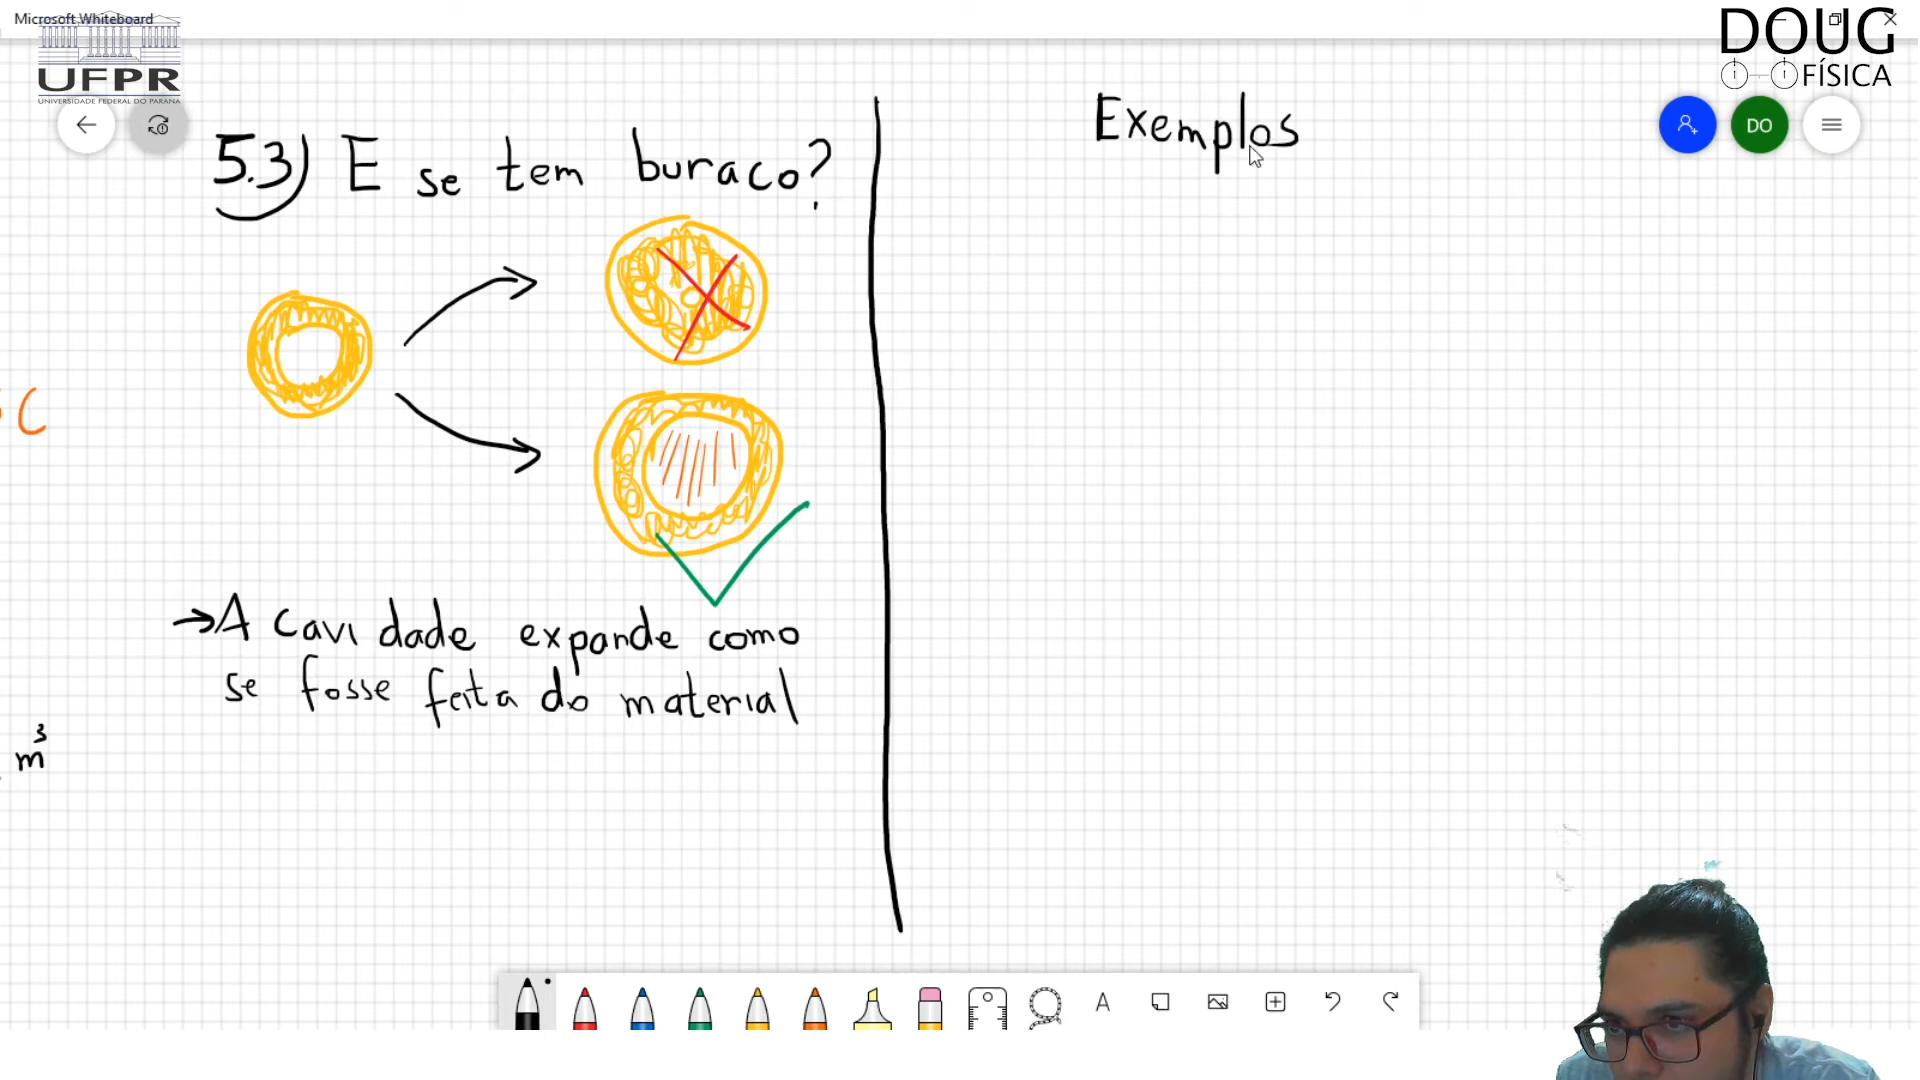 Microsoft Whiteboard
UFPR
UNIVERSIDADE FEDERAL DO PARANÁ
DOUG
FÍSICA
DO
5.3) E se tem buraco?
C
→ A cavidade expande como
se fosse feita do material
m³
Exemplos
A